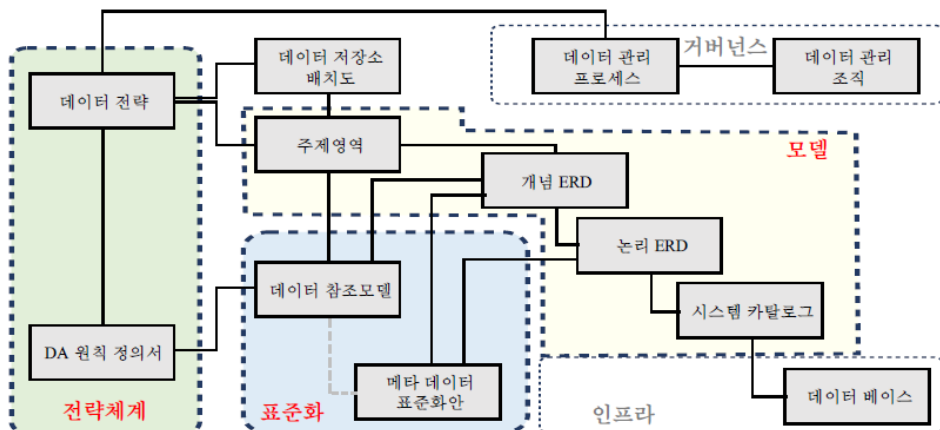 거버넌스
데이터 저장소
배치도
데이터 관리
프로세스
데이터 관리
조직
데이터 전략
주제영역
모델
개념 ERD
논리 ERD
데이터 참조모델
시스템 카탈로그
DA 원칙 정의서
메타 데이터
표준화안
데이터 베이스
전략체계
표준화
인프라